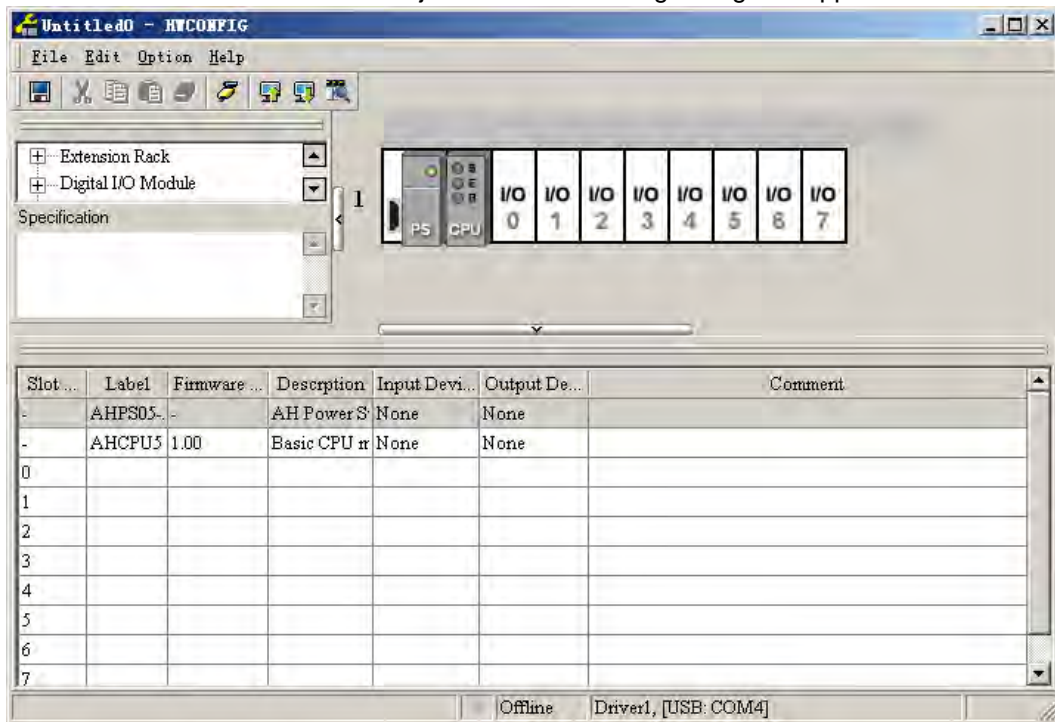 Untitled0 - HWCONFIG
File Edit Option Help
Extension Rack
Digital I/O Module
Specification
1
PS CPU I/O 0 I/O 1 I/O 2 I/O 3 I/O 4 I/O 5 I/O 6 I/O 7
Slot ... Label Firmware ... Descrption Input Devi... Output De... Comment
- AHPS05-. - AH Power S None None
- AHCPU5 1.00 Basic CPU m None None
0
1
2
3
4
5
6
7
Offline Driver1, [USB: COM4]